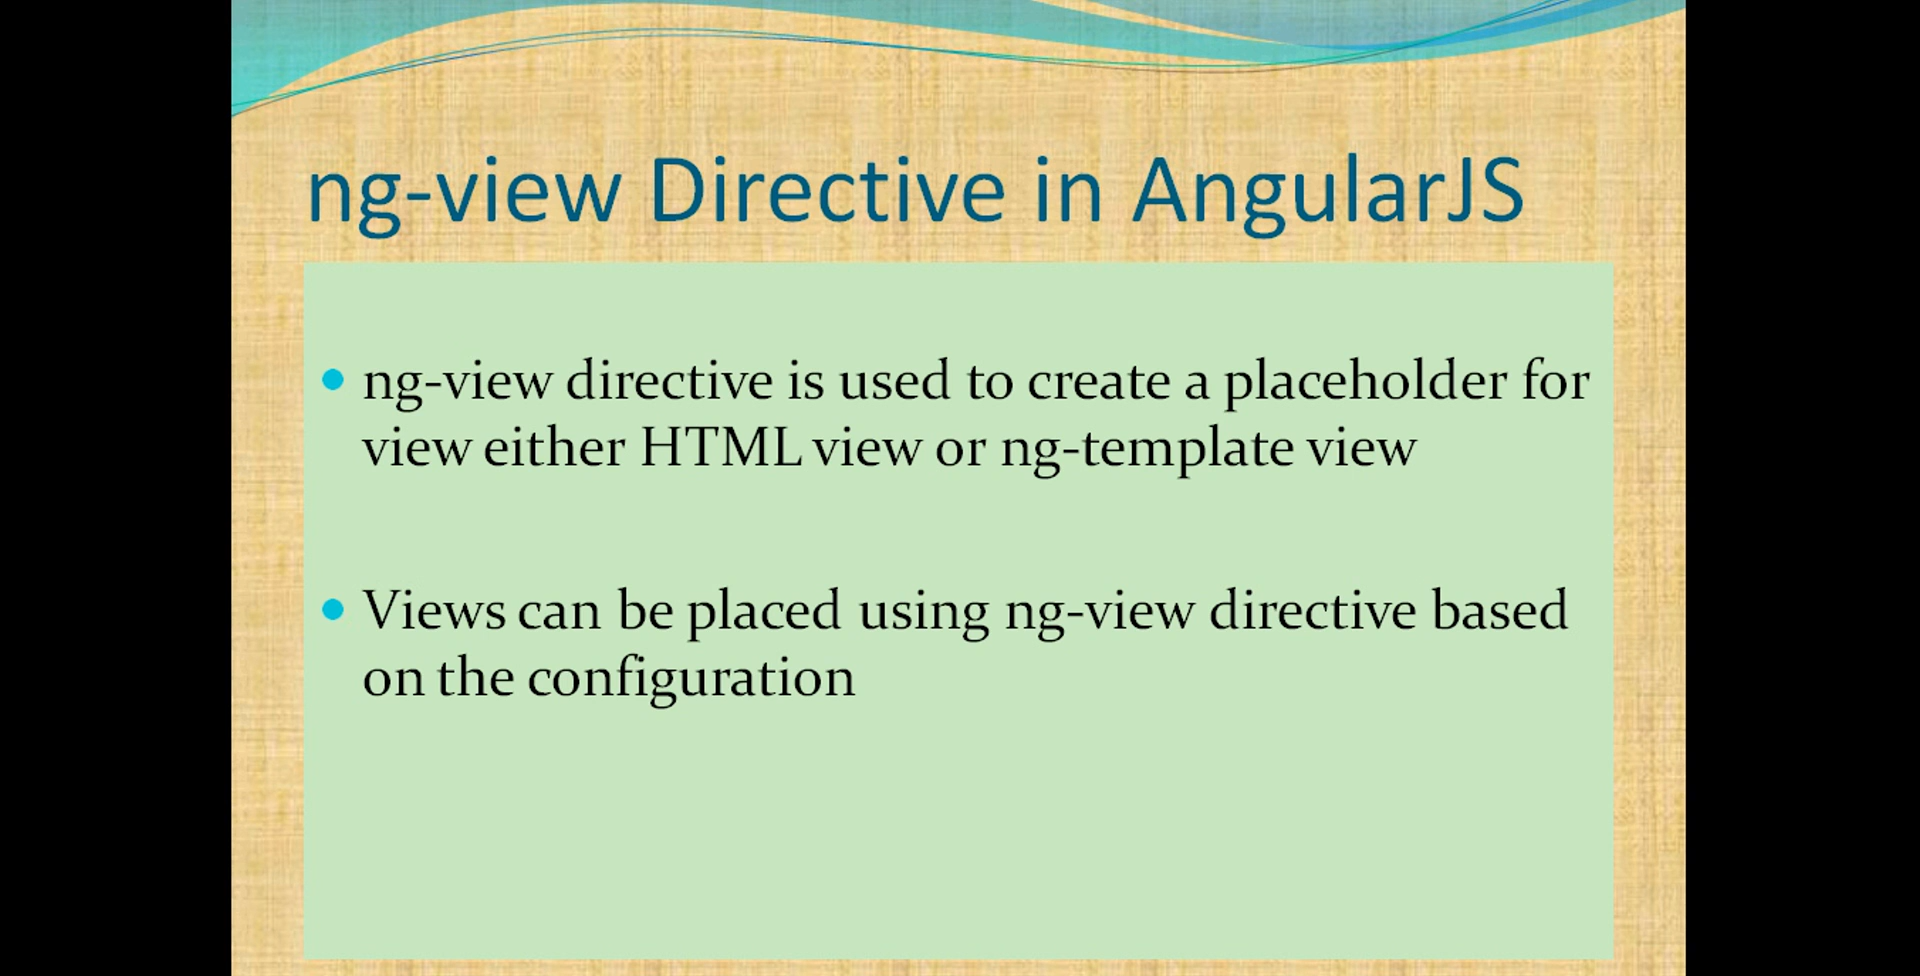 ng-view Directive in AngularJS
• ng-view directive is used to create a placeholder for
view either HTML view or ng-template view
• Views can be placed using ng-view directive based
on the configuration